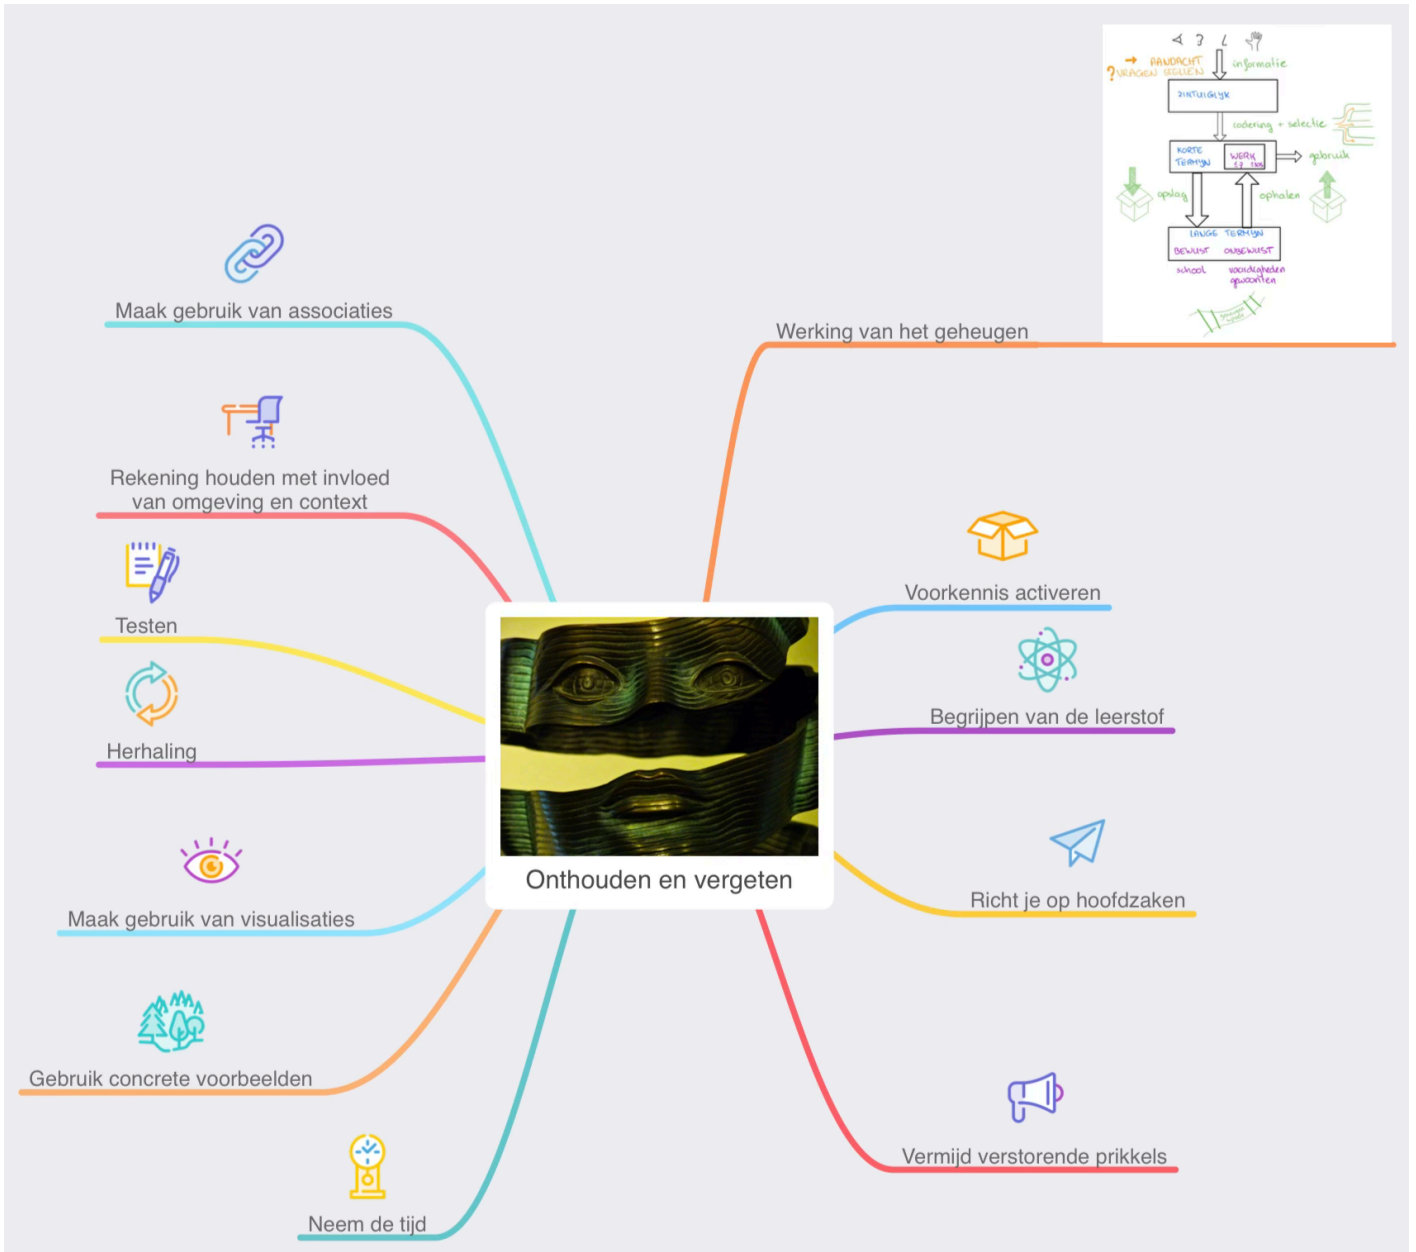 → AANDACHT
? VRAGEN STELLEN
informatie
ZINTUIGLYK
codering + selectie
KORTE
TERMYN
WERK
gebruik
opslag
ophalen
LANGE TERMYN
BEWUST ONBEWUST
school
vaardigheden
gewoonten
Werking van het geheugen
Voorkennis activeren
Begrijpen van de leerstof
Richt je op hoofdzaken
Vermijd verstorende prikkels
Neem de tijd
Gebruik concrete voorbeelden
Maak gebruik van visualisaties
Herhaling
Testen
Rekening houden met invloed
van omgeving en context
Maak gebruik van associaties
Onthouden en vergeten